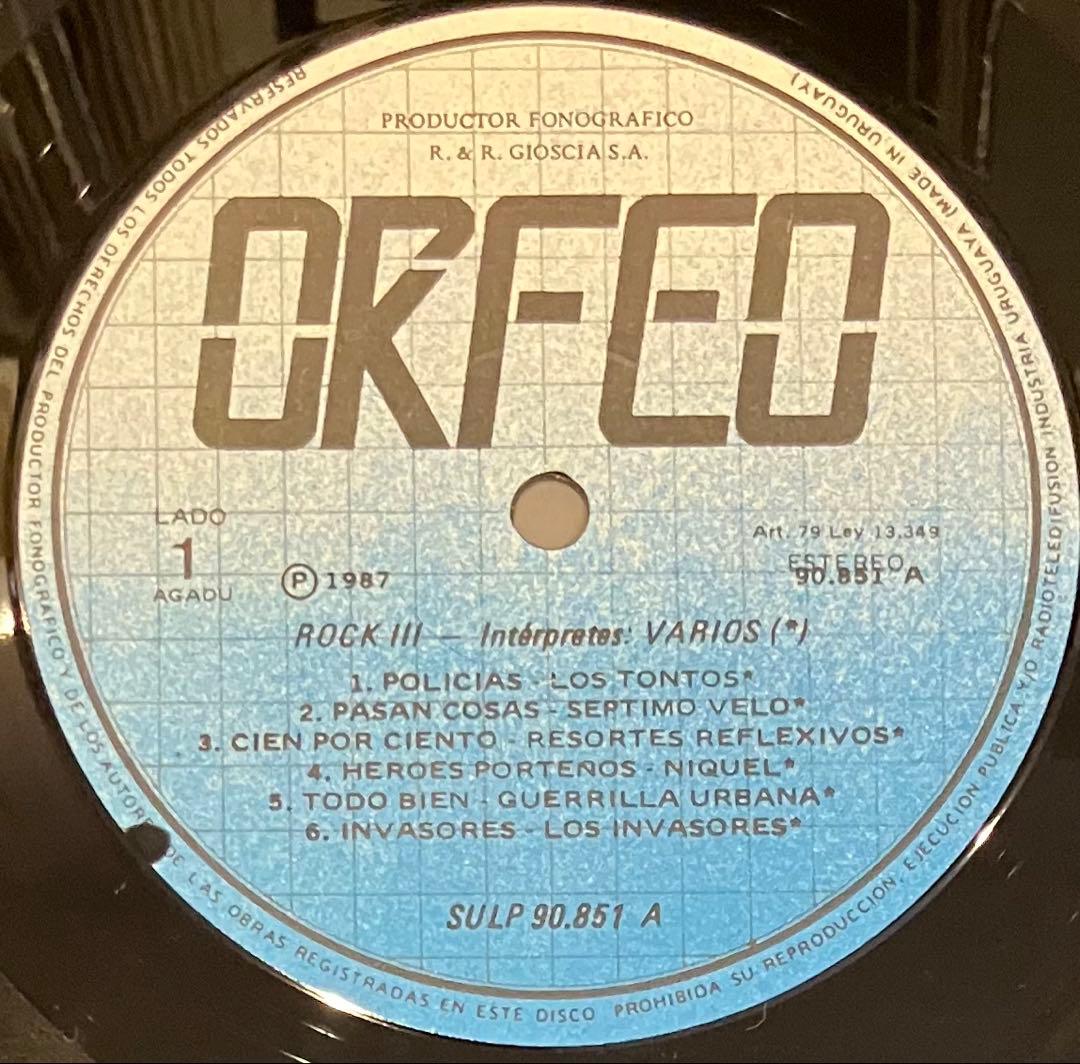 PRODUCTOR FONOGRAFICO
R. & R. GIOSCIA S.A.
ORFEO
LADO
1
AGADU
Ⓟ 1987
Art. 79 Ley 13.349
ESTEREO
90.851 A
ROCK III — Intérpretes: VARIOS (*)
1. POLICIAS - LOS TONTOS*
2. PASAN COSAS - SEPTIMO VELO*
3. CIEN POR CIENTO - RESORTES REFLEXIVOS*
4. HEROES PORTEÑOS - NIQUEL*
5. TODO BIEN - GUERRILLA URBANA*
6. INVASORES - LOS INVASORES*
SULP 90.851 A
RESERVADOS TODOS LOS DERECHOS DEL PRODUCTOR FONOGRAFICO Y DE LOS AUTORE DE LAS OBRAS REGISTRADAS EN ESTE DISCO PROHIBIDA SU REPRODUCCION, EJECUCION PUBLICA Y/O RADIOTELEDIFUSION INDUSTRIA URUGUAYA (MADE IN URUGUAY)